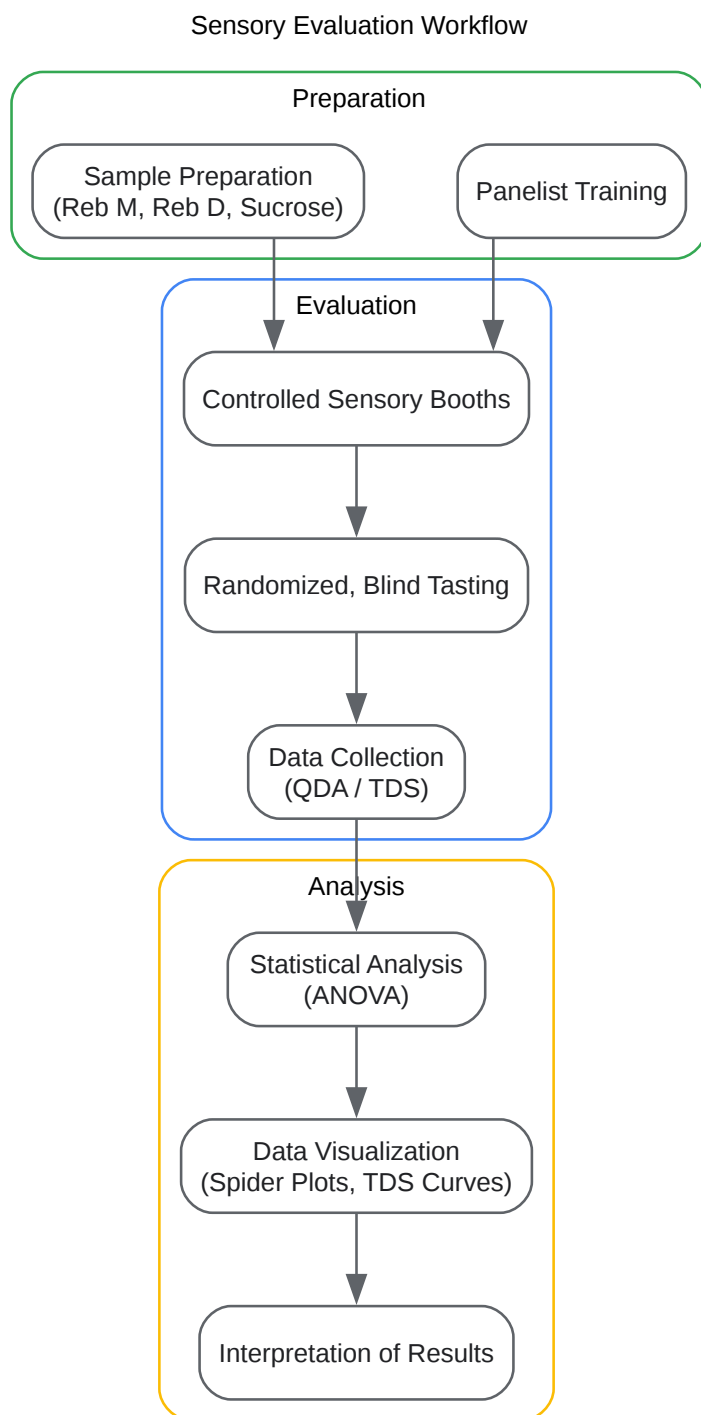 Sensory Evaluation Workflow
Preparation
Sample Preparation
(Reb M, Reb D, Sucrose)
Panelist Training
Evaluation
Controlled Sensory Booths
Randomized, Blind Tasting
Data Collection
(QDA / TDS)
Analysis
Statistical Analysis
(ANOVA)
Data Visualization
(Spider Plots, TDS Curves)
Interpretation of Results